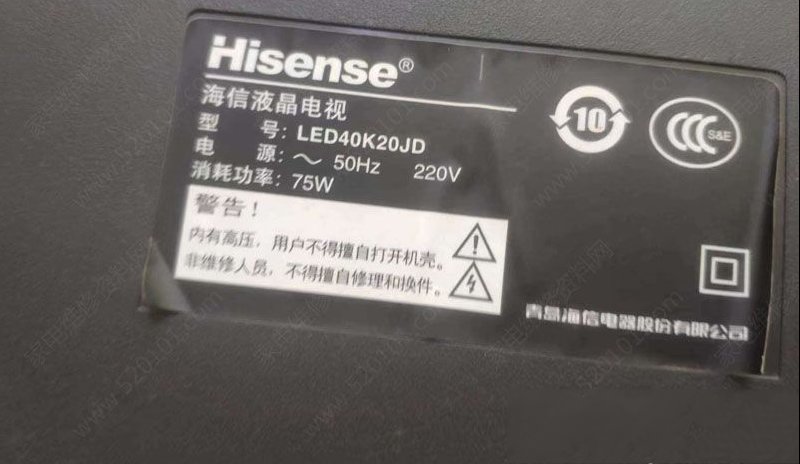 Hisense®
海信液晶电视
型 号: LED40K20JD
电 源: ～ 50Hz 220V
消耗功率: 75W
10
CCC S&E
警告！
内有高压，用户不得擅自打开机壳。
非维修人员，不得擅自修理和换件。
青岛海信电器股份有限公司